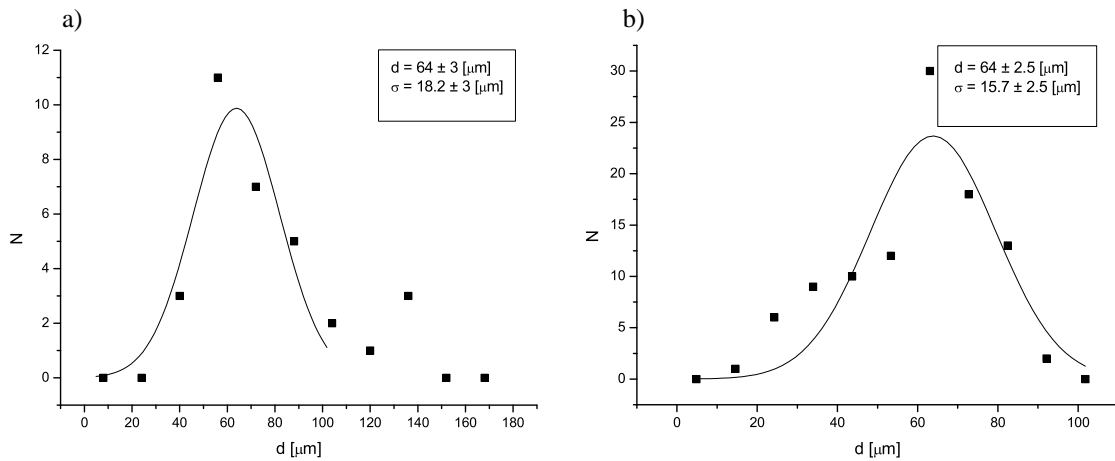 a)
d = 64 ± 3 [μm]
σ = 18.2 ± 3 [μm]
12
10
8
6
4
2
0
N
0 20 40 60 80 100 120 140 160 180
d [μm]
b)
d = 64 ± 2.5 [μm]
σ = 15.7 ± 2.5 [μm]
30
25
20
15
10
5
0
N
0 20 40 60 80 100
d [μm]